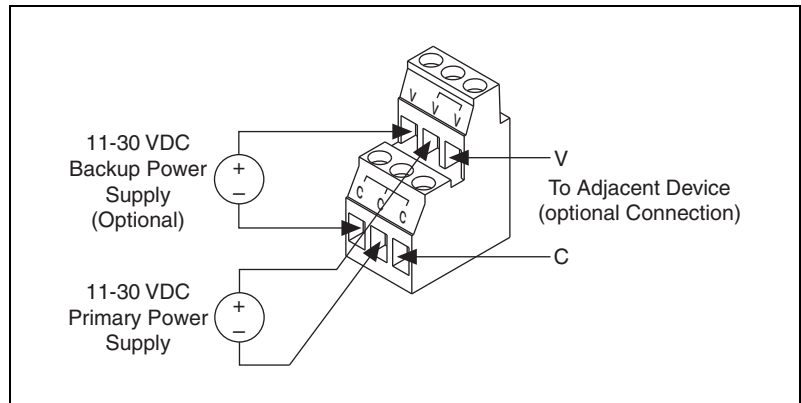 V V V
11-30 VDC
Backup Power
Supply
(Optional)
+
–
V
To Adjacent Device
(optional Connection)
C C C
C
11-30 VDC
Primary Power
Supply
+
–